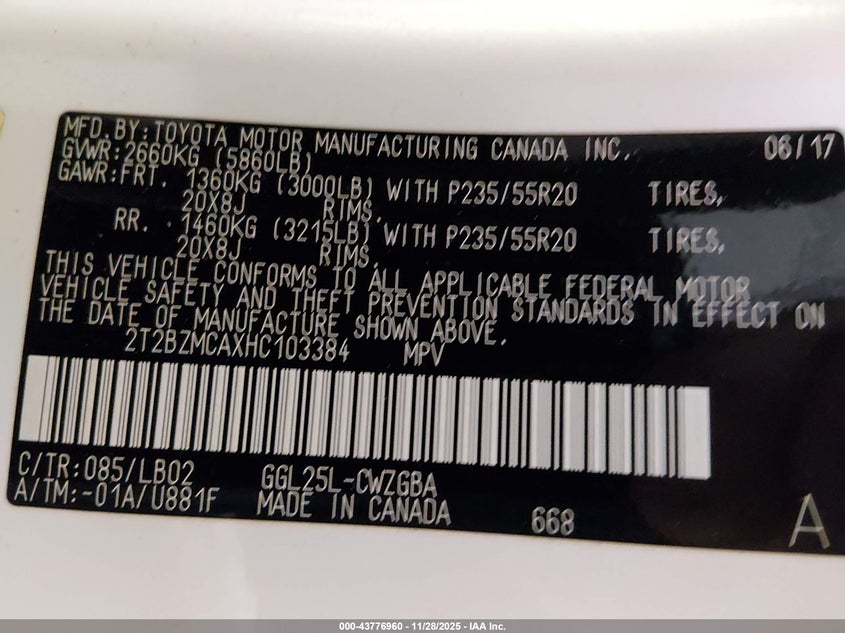 MFD.BY:TOYOTA MOTOR MANUFACTURING CANADA INC. 06/17
GVWR:2660KG (5860LB)
GAWR:FRT. 1360KG (3000LB) WITH P235/55R20 TIRES,
20X8J RIMS,
RR. 1460KG (3215LB) WITH P235/55R20 TIRES,
20X8J RIMS,
THIS VEHICLE CONFORMS TO ALL APPLICABLE FEDERAL MOTOR
VEHICLE SAFETY AND THEFT PREVENTION STANDARDS IN EFFECT ON
THE DATE OF MANUFACTURE SHOWN ABOVE.
2T2BZMCAXHC103384 MPV
C/TR:085/LB02 GGL25L-CWZGBA
A/TM:-01A/U881F MADE IN CANADA 668 A
000-43776960 - 11/28/2025 - IAA Inc.